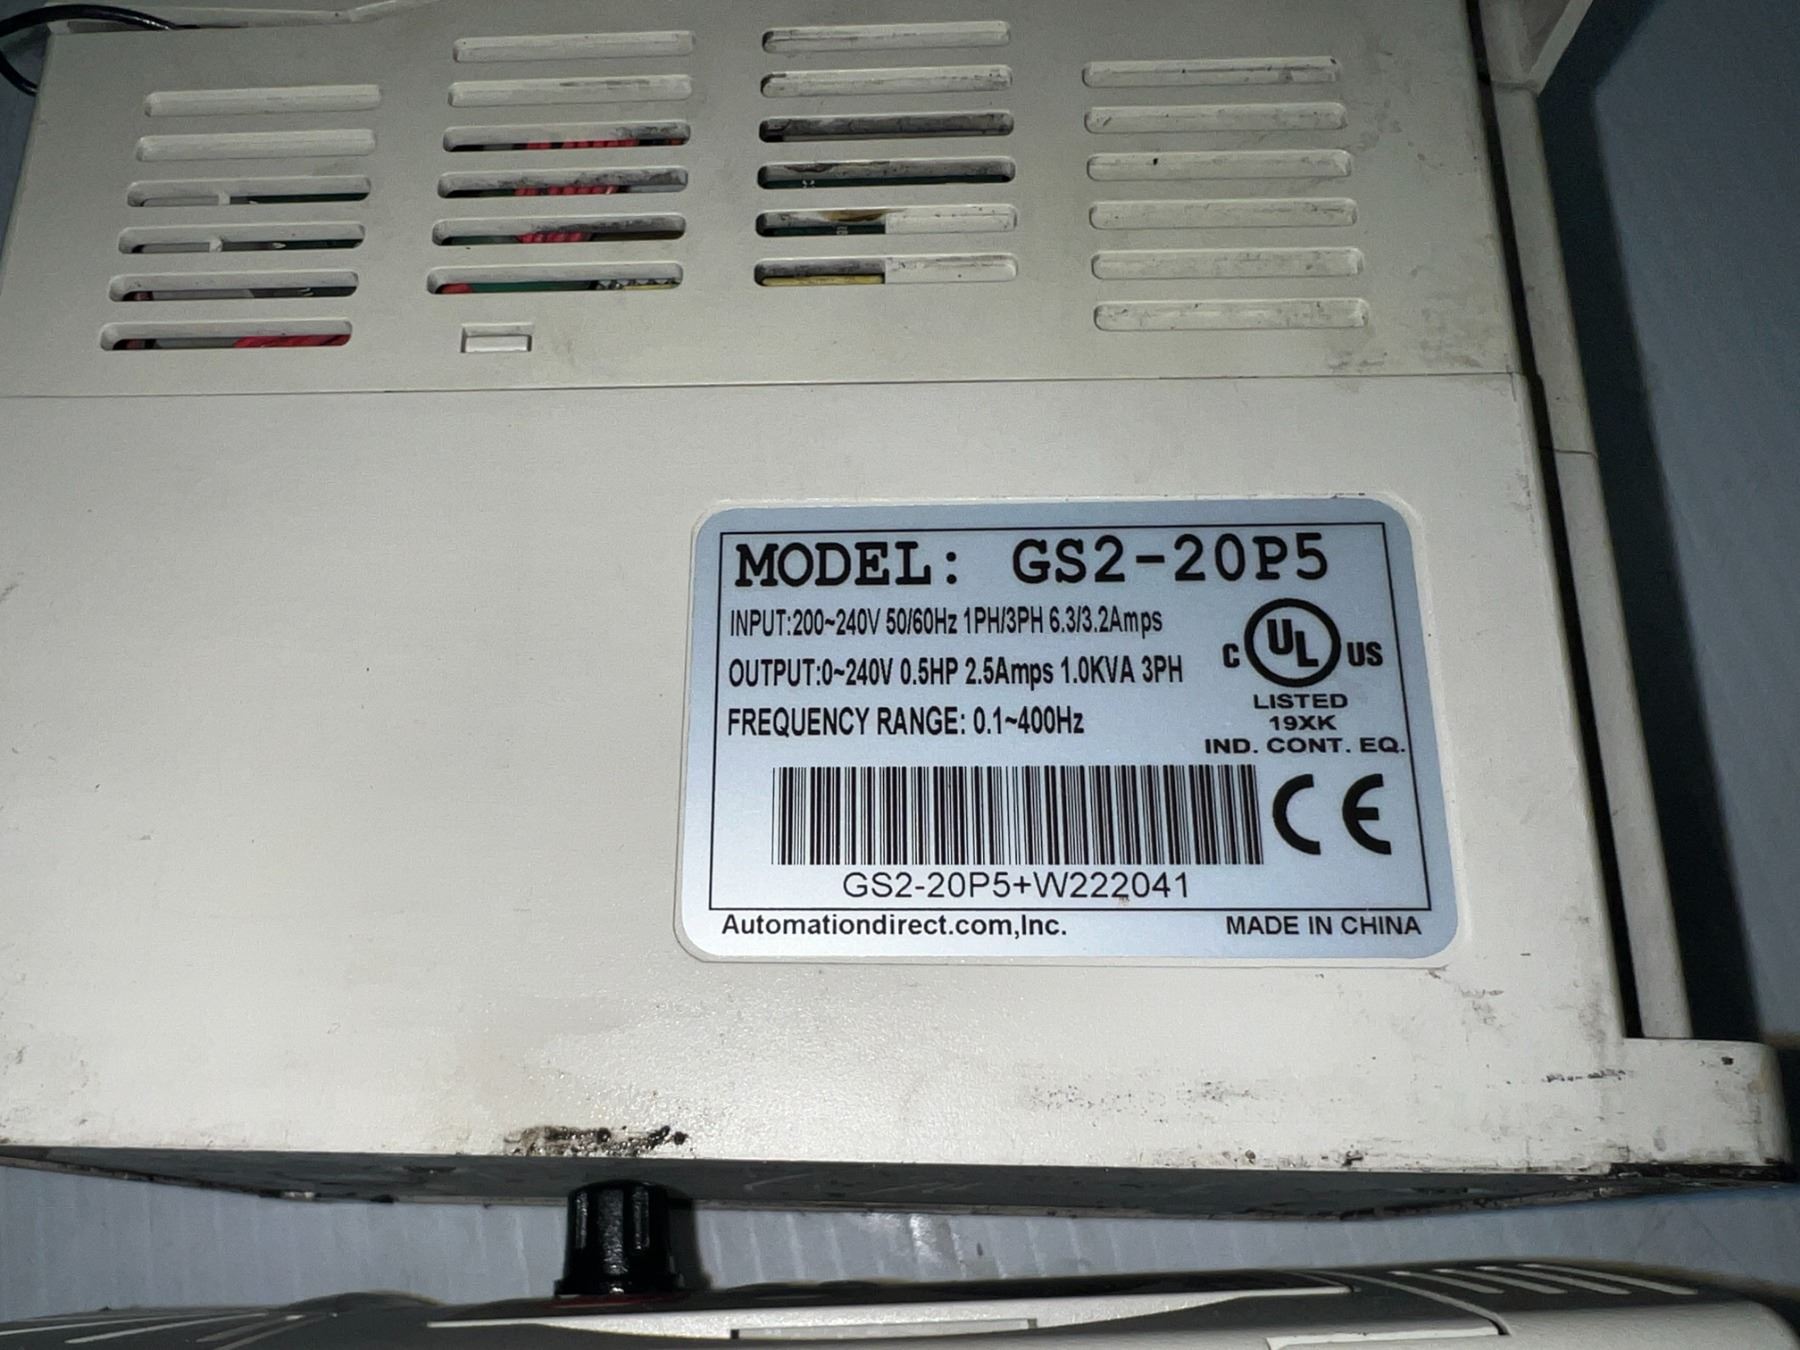 MODEL: GS2-20P5
INPUT:200~240V 50/60Hz 1PH/3PH 6.3/3.2Amps
OUTPUT:0~240V 0.5HP 2.5Amps 1.0KVA 3PH
FREQUENCY RANGE: 0.1~400Hz
C UL US
LISTED
19XK
IND. CONT. EQ.
CE
GS2-20P5+W222041
Automationdirect.com,Inc. MADE IN CHINA